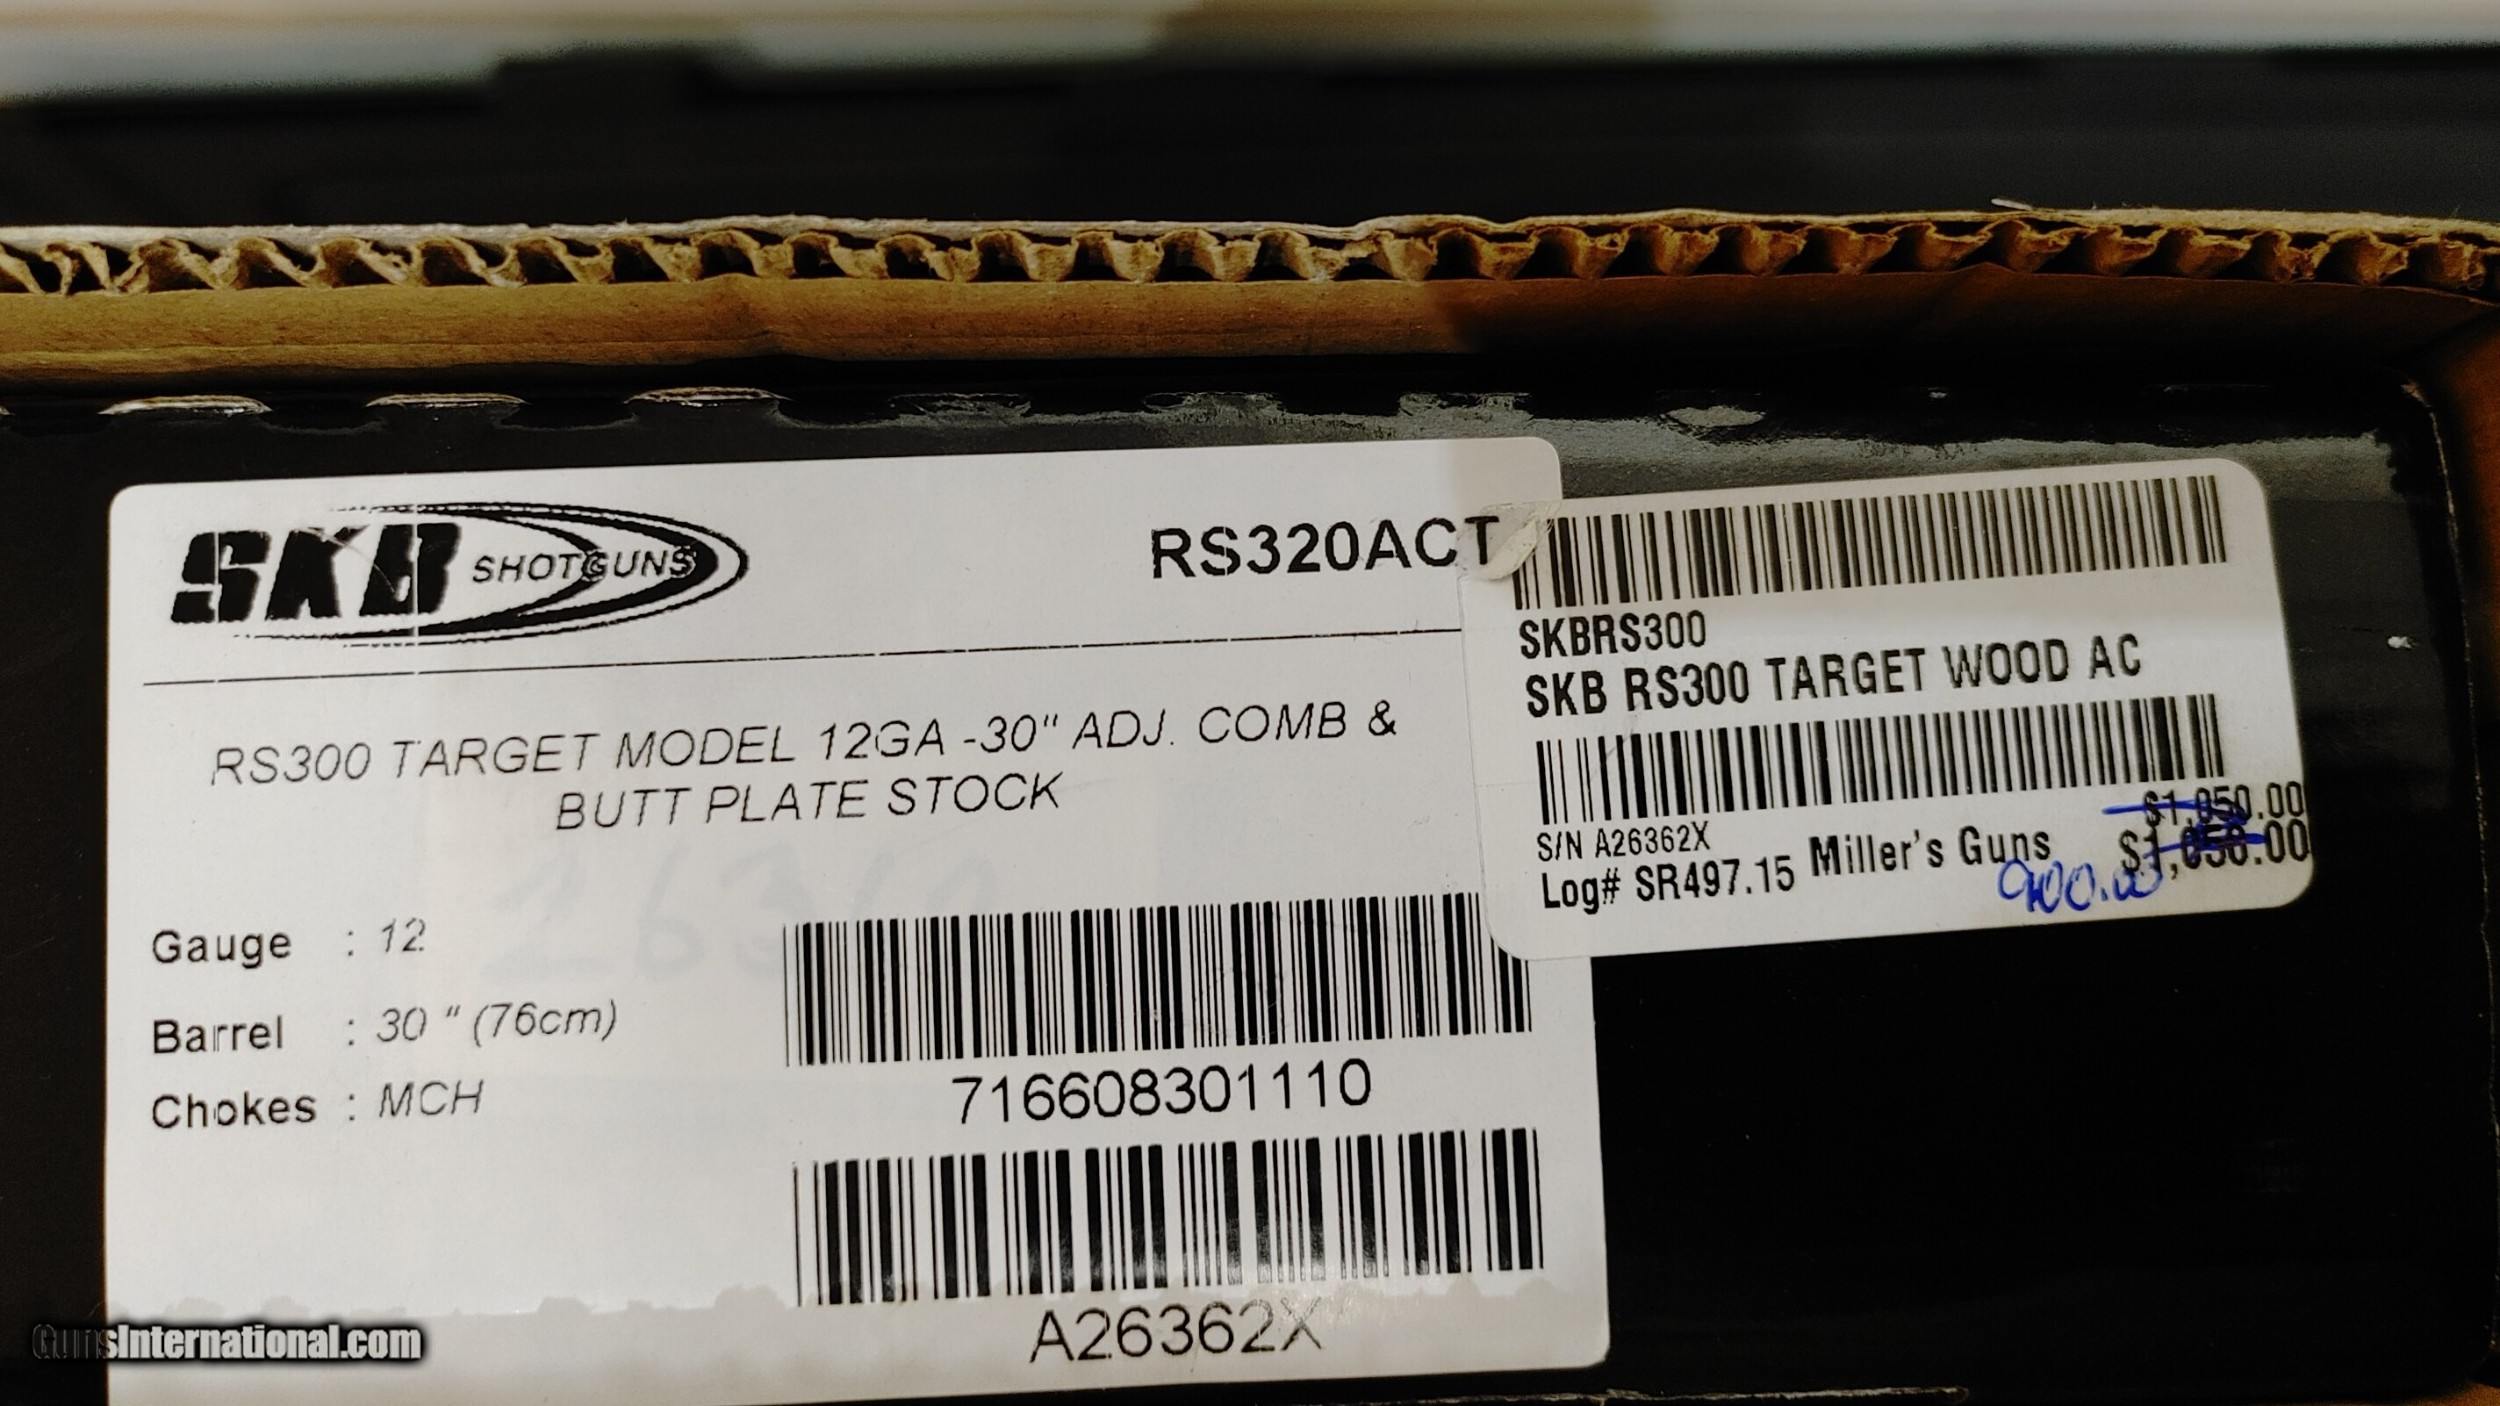 SKB SHOTGUNS
RS320ACT
RS300 TARGET MODEL 12GA -30" ADJ. COMB &
BUTT PLATE STOCK
Gauge : 12
Barrel : 30 " (76cm)
Chokes : MCH
716608301110
A26362X
SKBRS300
SKB RS300 TARGET WOOD AC
$1,050.00
S/N A26362X
Log# SR497.15 Miller's Guns $1,050.00
900.00
GunsInternational.com